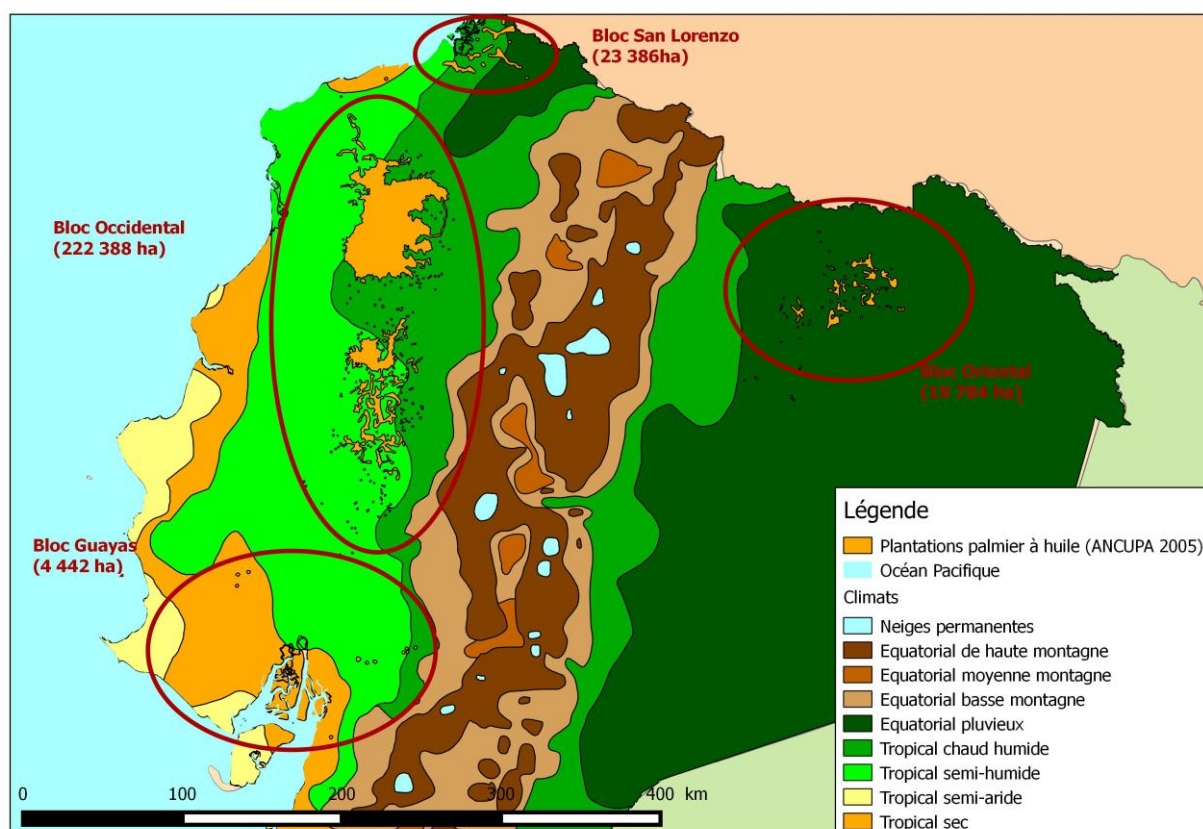 Bloc San Lorenzo
(23 386ha)
Bloc Occidental
(222 388 ha)
Bloc Oriental
(19 784 ha)
Bloc Guayas
(4 442 ha)
Légende
Plantations palmier à huile (ANCUPA 2005)
Océan Pacifique
Climats
Neiges permanentes
Equatorial de haute montagne
Equatorial moyenne montagne
Equatorial basse montagne
Equatorial pluvieux
Tropical chaud humide
Tropical semi-humide
Tropical semi-aride
Tropical sec
0 100 200 300 400 km